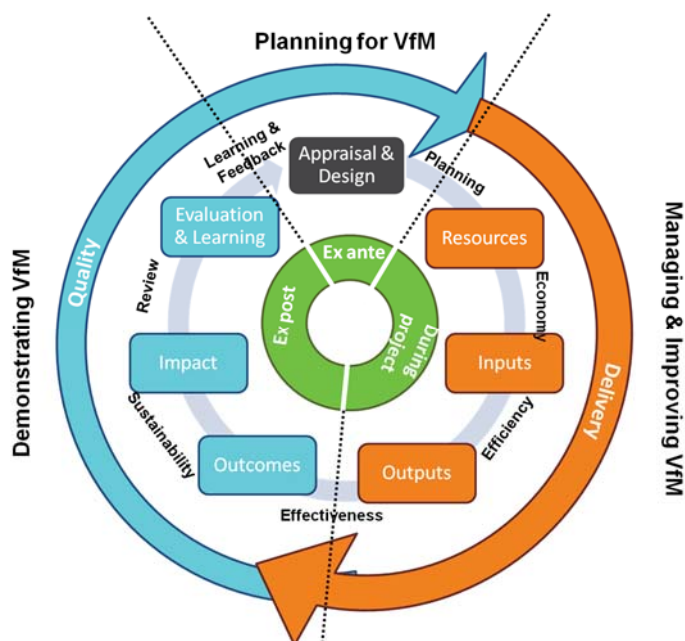 Planning for VfM
Learning &
Feedback
Appraisal &
Design
Planning
Evaluation
& Learning
Resources
Ex ante
Quality
Review
Ex post
During
project
Economy
Demonstrating VfM
Managing & Improving VfM
Impact
Inputs
Delivery
Sustainability
Efficiency
Outcomes
Outputs
Effectiveness